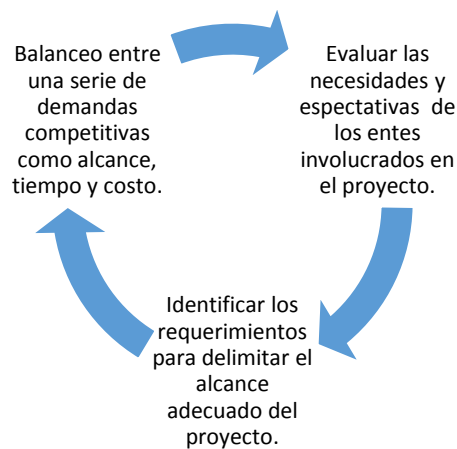 Balanceo entre
una serie de
demandas
competitivas
como alcance,
tiempo y costo.
Evaluar las
necesidades y
espectativas de
los entes
involucrados en
el proyecto.
Identificar los
requerimientos
para delimitar el
alcance
adecuado del
proyecto.